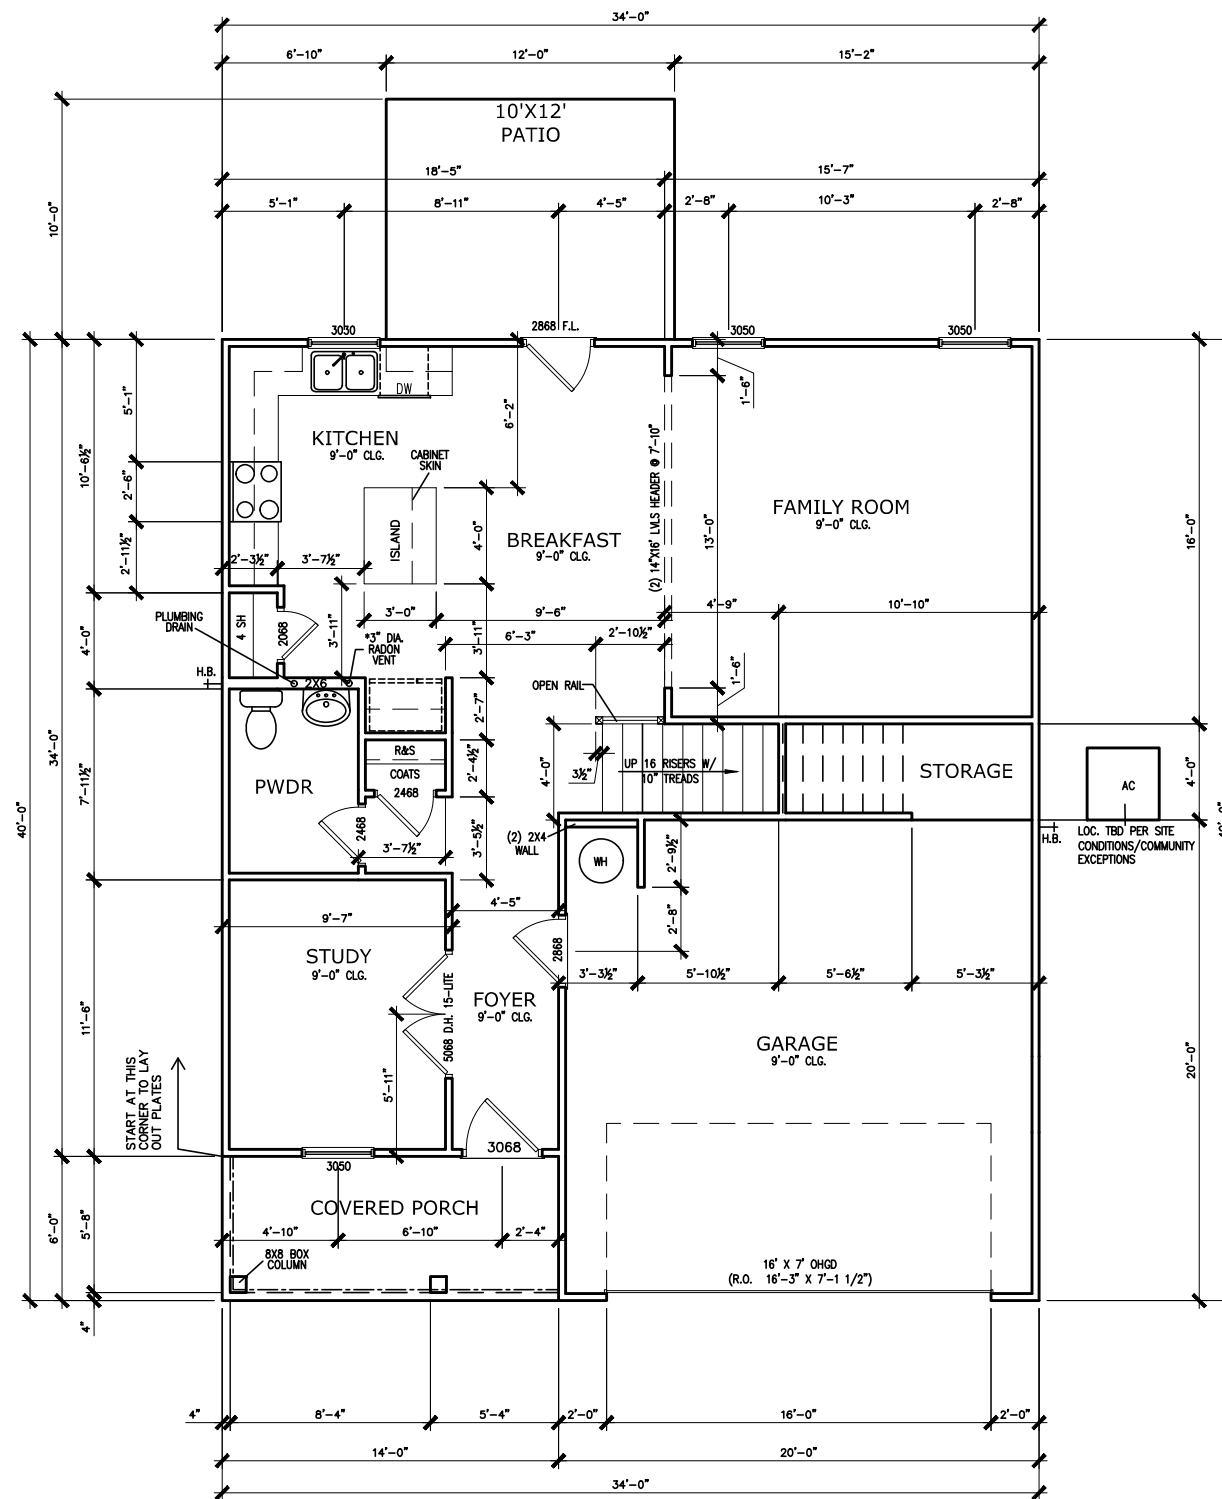 34'-0"
6'-10"
12'-0"
15'-2"
10'X12'
PATIO
18'-5"
15'-7"
5'-1"
8'-11"
4'-5"
2'-8"
10'-3"
2'-8"
10'-0"
3030
2868 F.L.
3050
3050
5'-1"
10'-6½"
2'-6"
2'-11½"
6'-2"
1'-6"
KITCHEN
9'-0" CLG.
DW
CABINET
SKIN
ISLAND
4'-0"
BREAKFAST
9'-0" CLG.
(2) 14"X16' LVLS HEADER @ 7'-10"
13'-0"
FAMILY ROOM
9'-0" CLG.
16'-0"
2'-3½"
3'-7½"
3'-0"
9'-6"
4'-9"
10'-10"
PLUMBING
DRAIN
4 SH
2068
3'-11"
*3" DIA.
RADON
VENT
3'-11"
6'-3"
2'-10½"
4'-0"
H.B.
2X6
OPEN RAIL
1'-6"
2'-7"
R&S
COATS
2468
2'-4½"
4'-0"
3½"
UP 16 RISERS W/
10" TREADS
STORAGE
4'-0"
AC
LOC. TBD PER SITE
CONDITIONS/COMMUNITY
EXCEPTIONS
H.B.
34'-0"
40'-0"
40'-0"
7'-11½"
PWDR
2468
3'-7½"
3'-5½"
(2) 2X4
WALL
WH
2'-9½"
2'-8"
4'-5"
9'-7"
STUDY
9'-0" CLG.
2868
3'-3½"
5'-10½"
5'-6½"
5'-3½"
5068 D.H. 15-LITE
FOYER
9'-0" CLG.
GARAGE
9'-0" CLG.
20'-0"
11'-6"
5'-11"
START AT THIS
CORNER TO LAY
OUT PLATES
3068
3050
COVERED PORCH
4'-10"
6'-10"
2'-4"
8X8 BOX
COLUMN
6'-0"
5'-8"
4"
16' X 7' OHGD
(R.O. 16'-3" X 7'-1 1/2")
4"
8'-4"
5'-4"
2'-0"
16'-0"
2'-0"
14'-0"
20'-0"
34'-0"